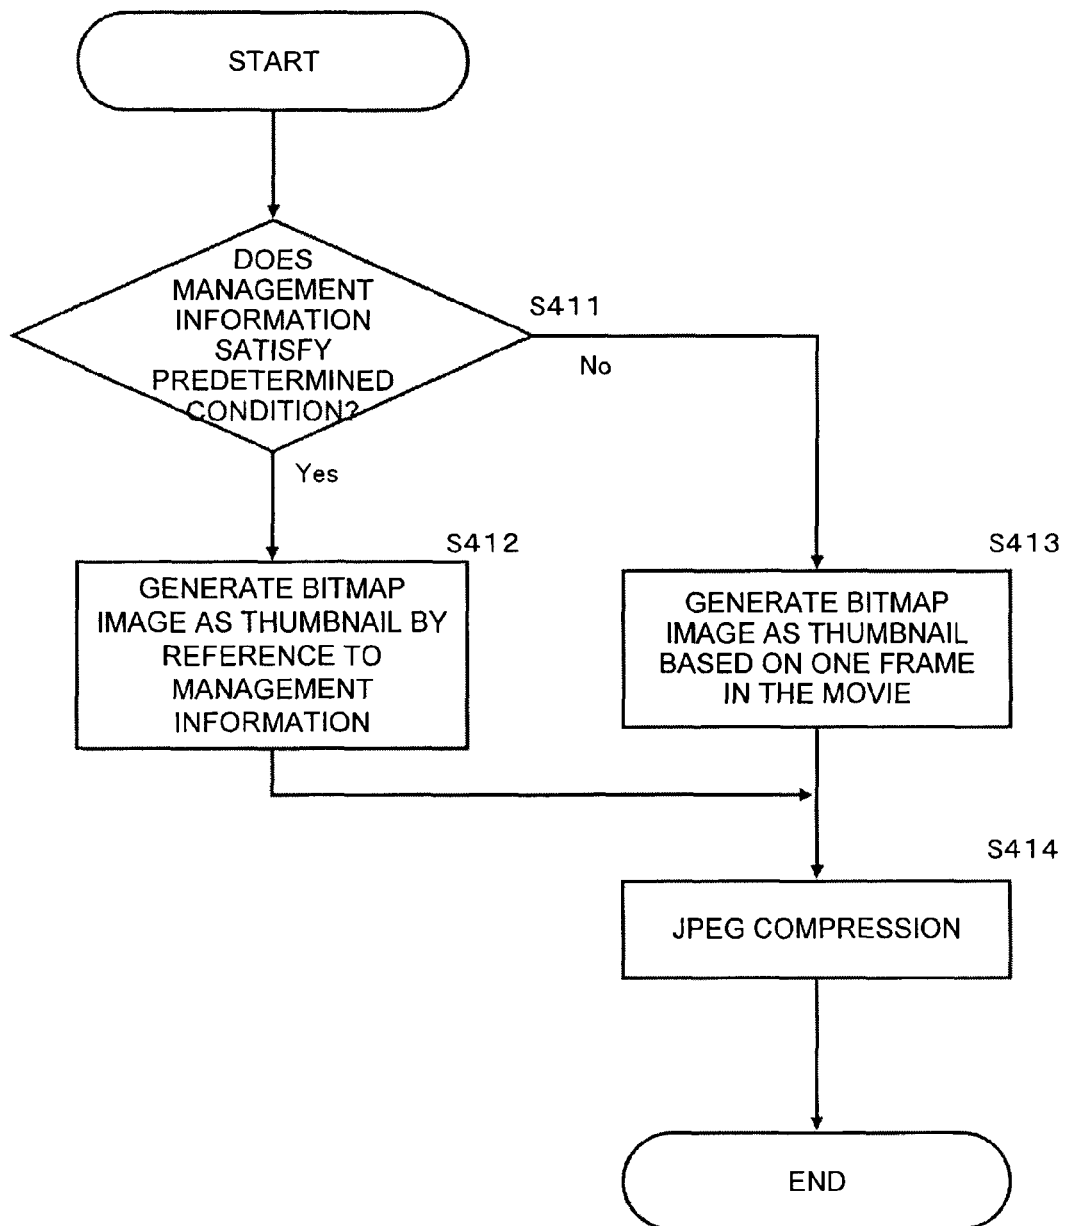 START
DOES
MANAGEMENT
INFORMATION
SATISFY
PREDETERMINED
CONDITION?
S411
No
Yes
S412
GENERATE BITMAP
IMAGE AS THUMBNAIL BY
REFERENCE TO
MANAGEMENT
INFORMATION
S413
GENERATE BITMAP
IMAGE AS THUMBNAIL
BASED ON ONE FRAME
IN THE MOVIE
S414
JPEG COMPRESSION
END